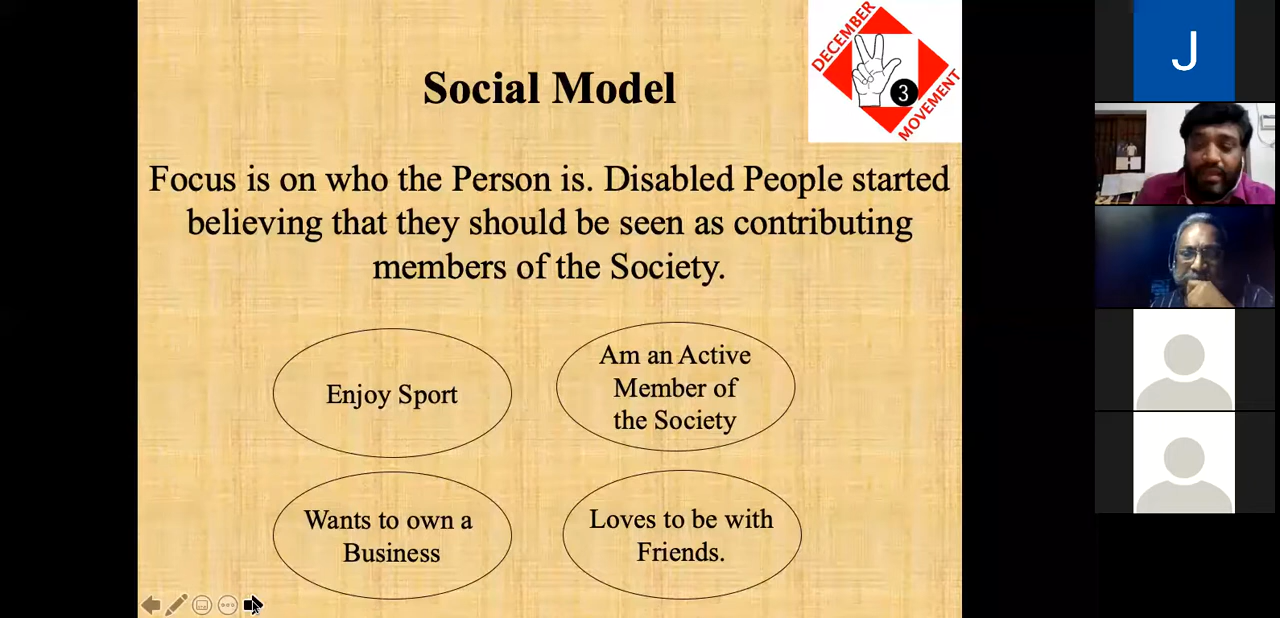 DECEMBER
3
MOVEMENT
J
Social Model
Focus is on who the Person is. Disabled People started
believing that they should be seen as contributing
members of the Society.
Enjoy Sport
Am an Active
Member of
the Society
Wants to own a
Business
Loves to be with
Friends.